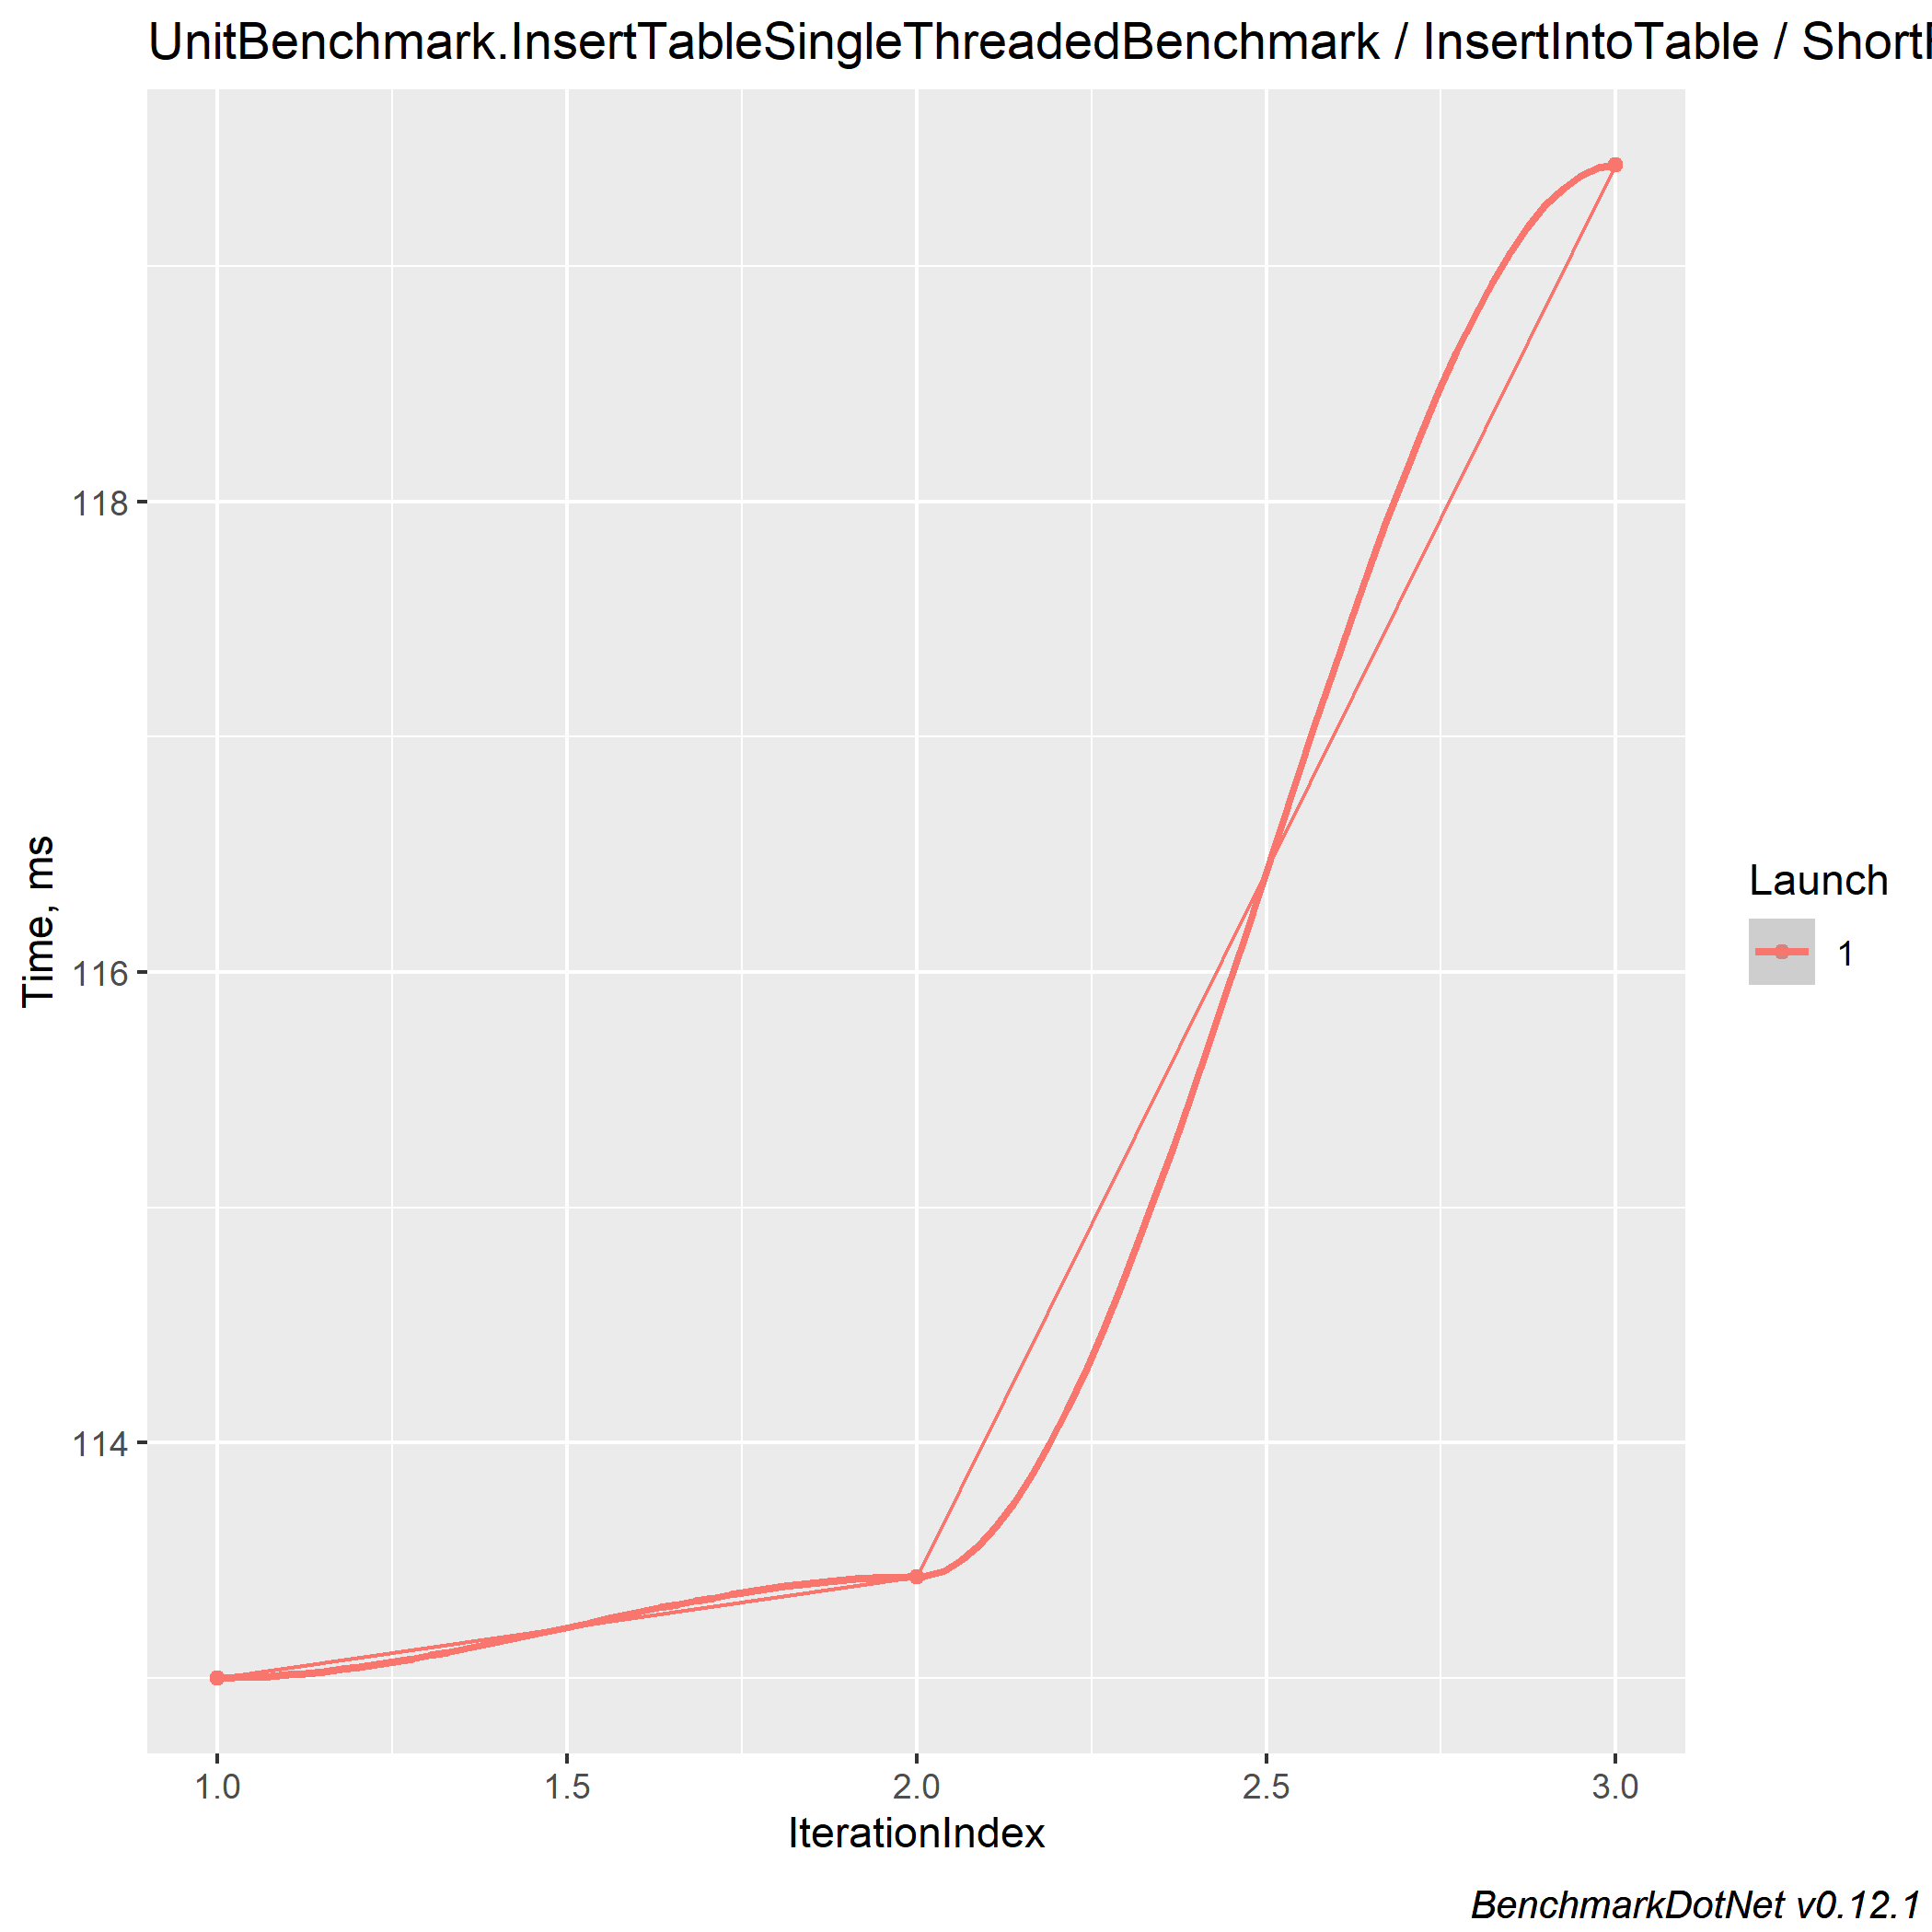 UnitBenchmark.InsertTableSingleThreadedBenchmark / InsertIntoTable / Short
118
116
114
Time, ms
1.0 1.5 2.0 2.5 3.0
IterationIndex
Launch
1
BenchmarkDotNet v0.12.1